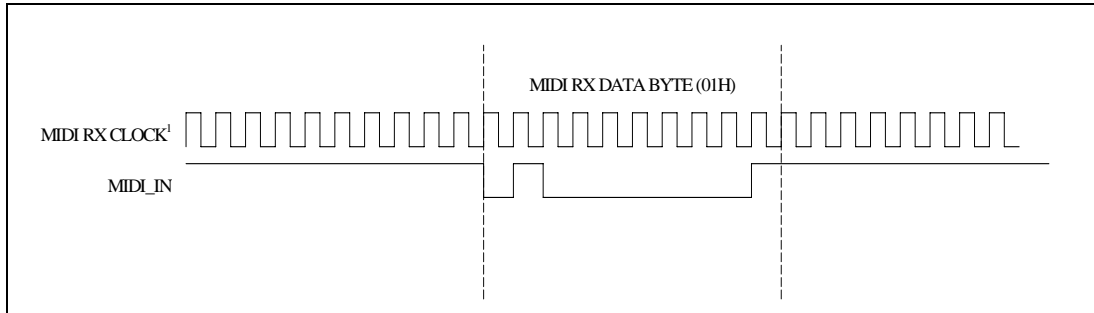 MIDI RX DATA BYTE (01H)
MIDI RX CLOCK¹
MIDI_IN